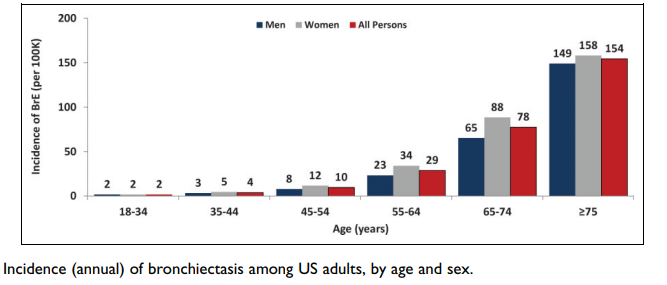 200
Men Women All Persons
149 158 154
150
Incidence of BrE (per 100K)
100
88
78
65
50
34
29
23
8 12 10
2 2 2
3 5 4
0
18-34 35-44 45-54 55-64 65-74 ≥75
Age (years)
Incidence (annual) of bronchiectasis among US adults, by age and sex.